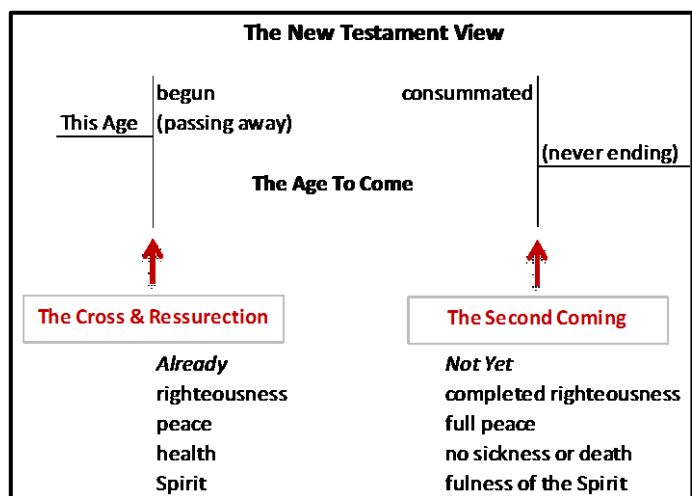 The New Testament View
begun
consummated
This Age
(passing away)
(never ending)
The Age To Come
The Cross & Ressurection
The Second Coming
Already
Not Yet
righteousness
completed righteousness
peace
full peace
health
no sickness or death
Spirit
fulness of the Spirit